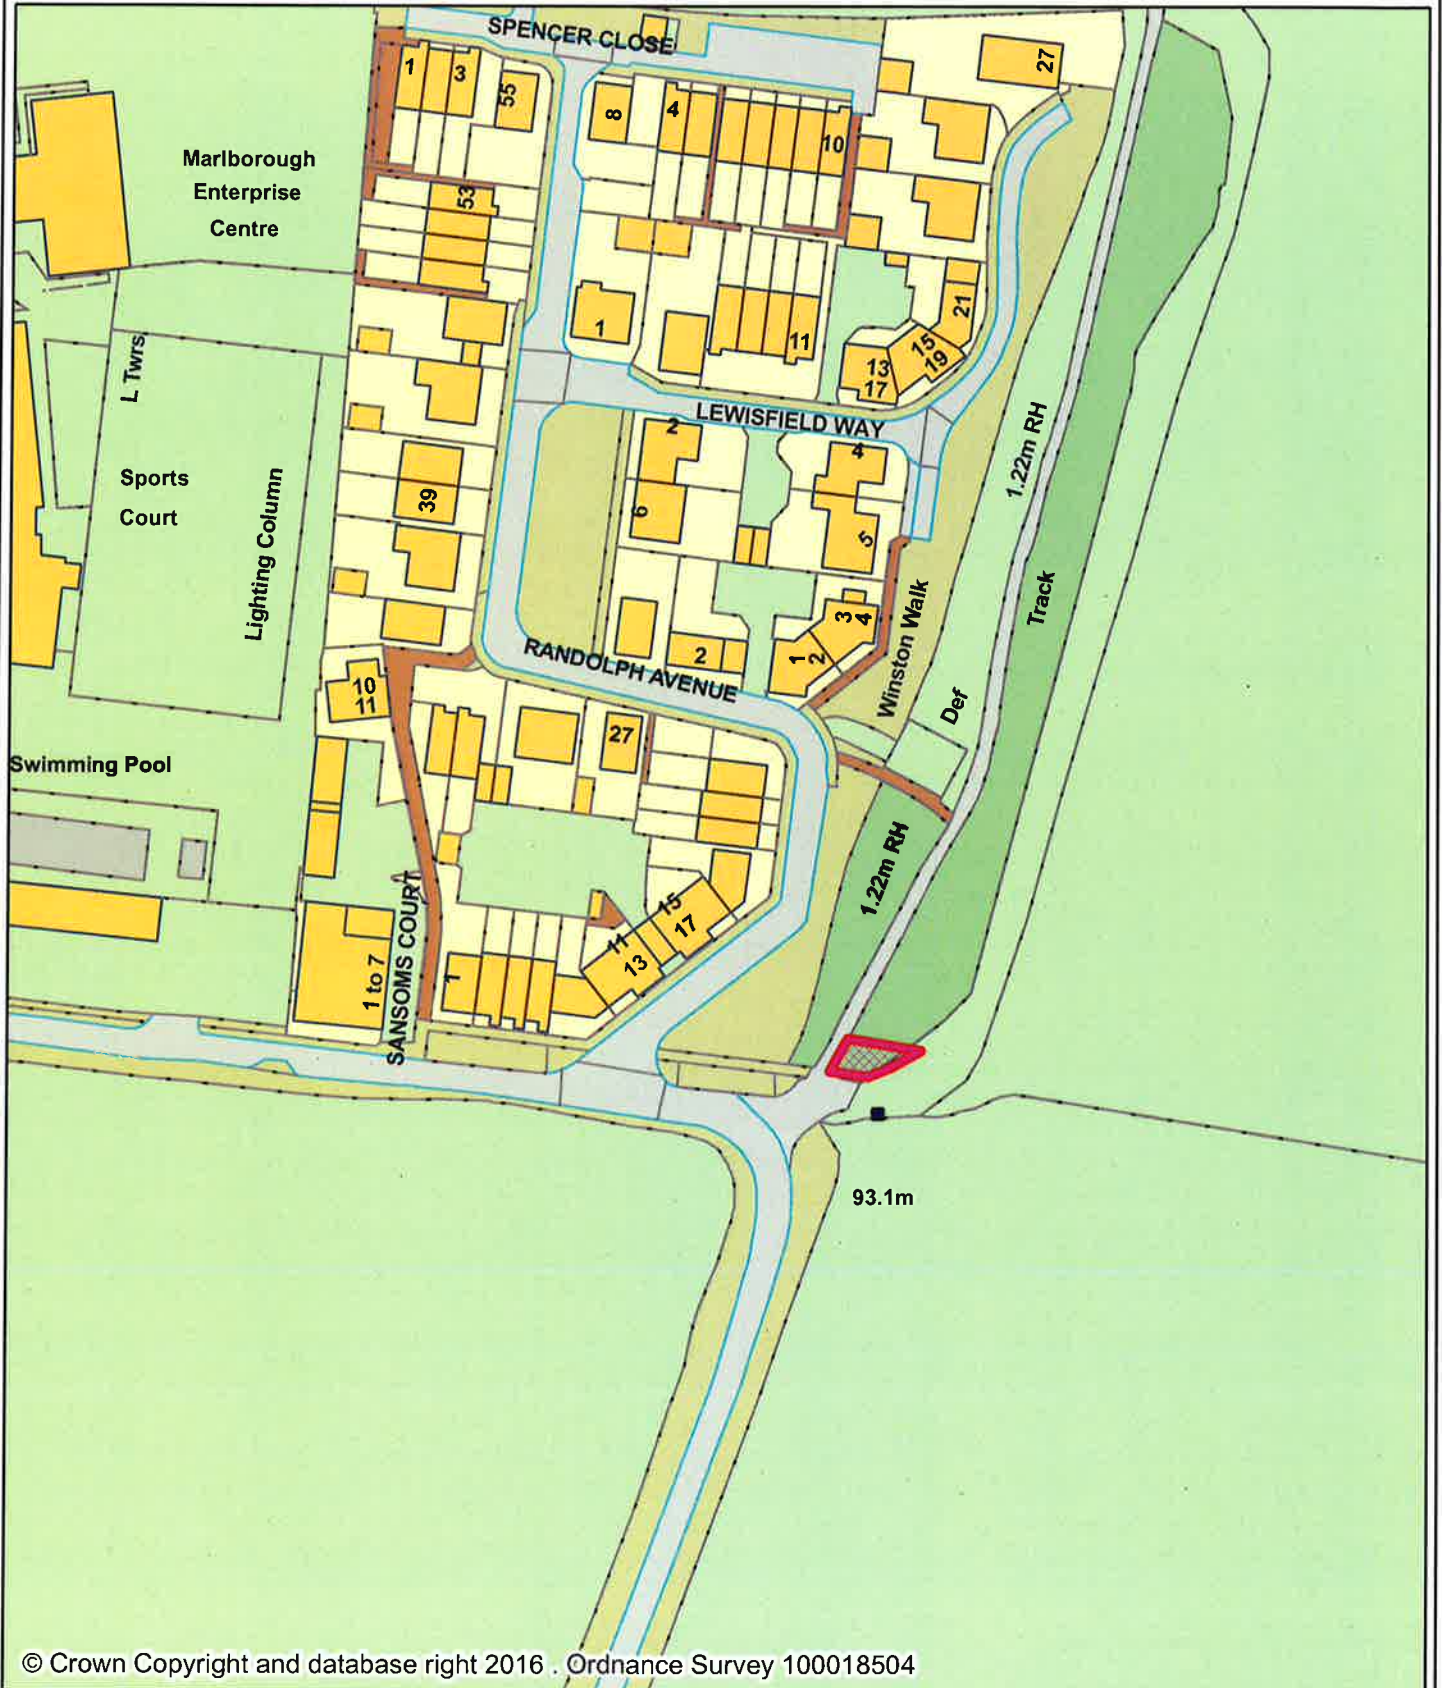 SPENCER CLOSE
27
1
3
55
8
4
10
Marlborough
Enterprise
Centre
53
1
11
21
15
19
13
17
L Twrs
LEWISFIELD WAY
2
4
1.22m RH
Sports
Court
Lighting Column
39
6
5
Track
Winston Walk
3
4
1
2
2
RANDOLPH AVENUE
10
11
Def
27
Swimming Pool
1.22m RH
SANSOMS COURT
15
17
11
13
1
1 to 7
93.1m
© Crown Copyright and database right 2016 . Ordnance Survey 100018504